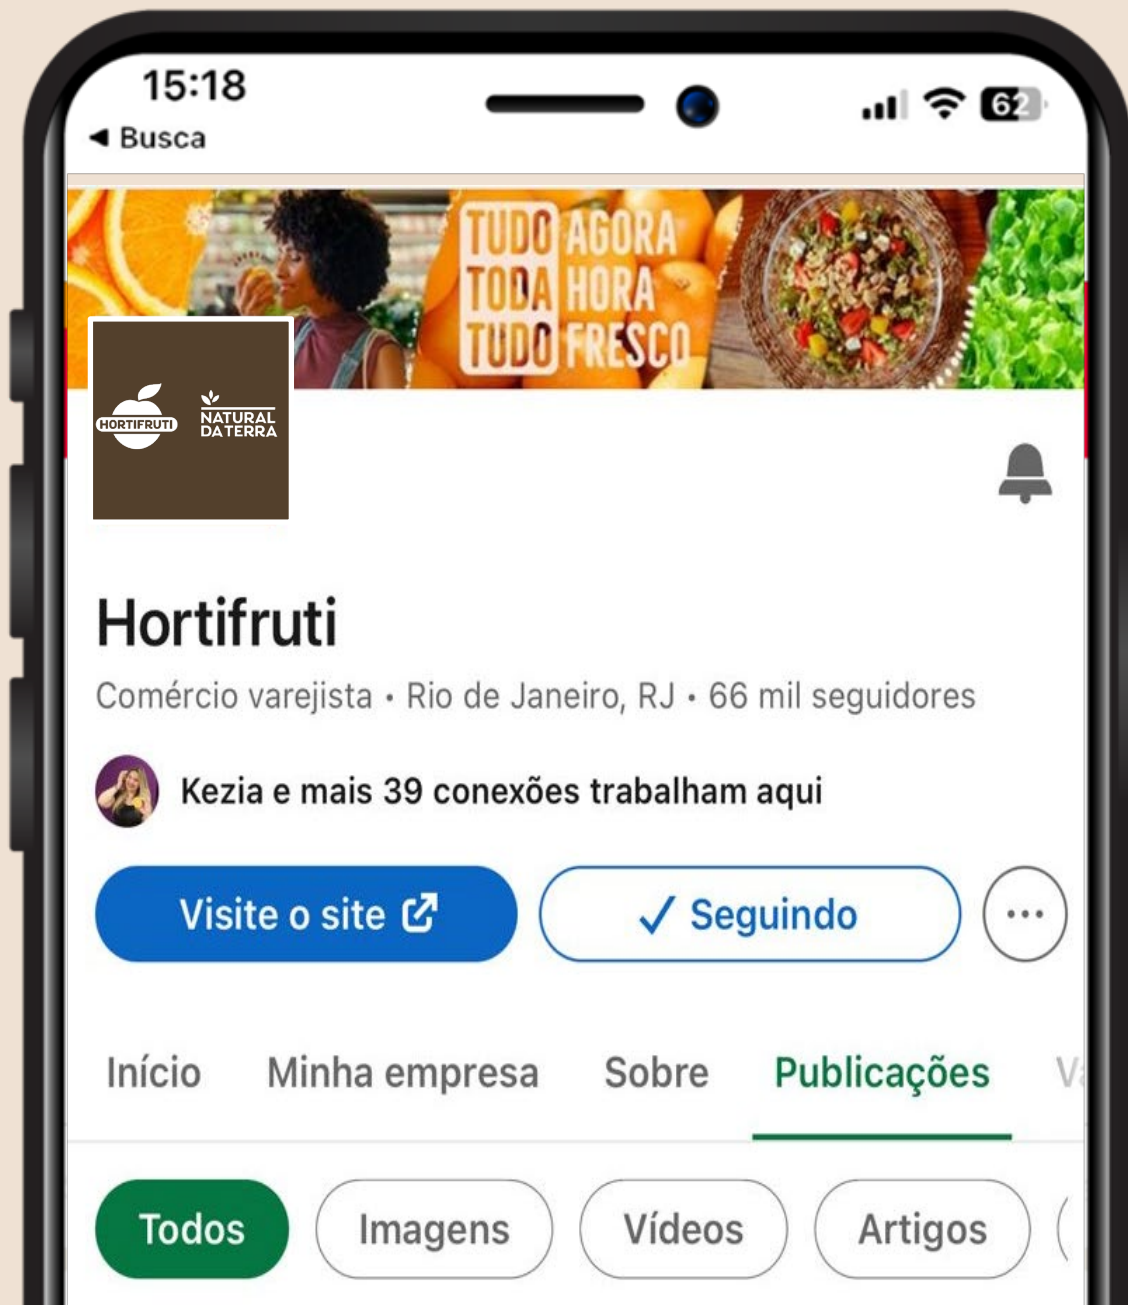 15:18
62
◀ Busca
TUDO AGORA
TODA HORA
TUDO FRESCO
HORTIFRUTI
NATURAL
DA TERRA
Hortifruti
Comércio varejista • Rio de Janeiro, RJ • 66 mil seguidores
Kezia e mais 39 conexões trabalham aqui
Visite o site
✓ Seguindo
Início Minha empresa Sobre Publicações
Todos Imagens Vídeos Artigos